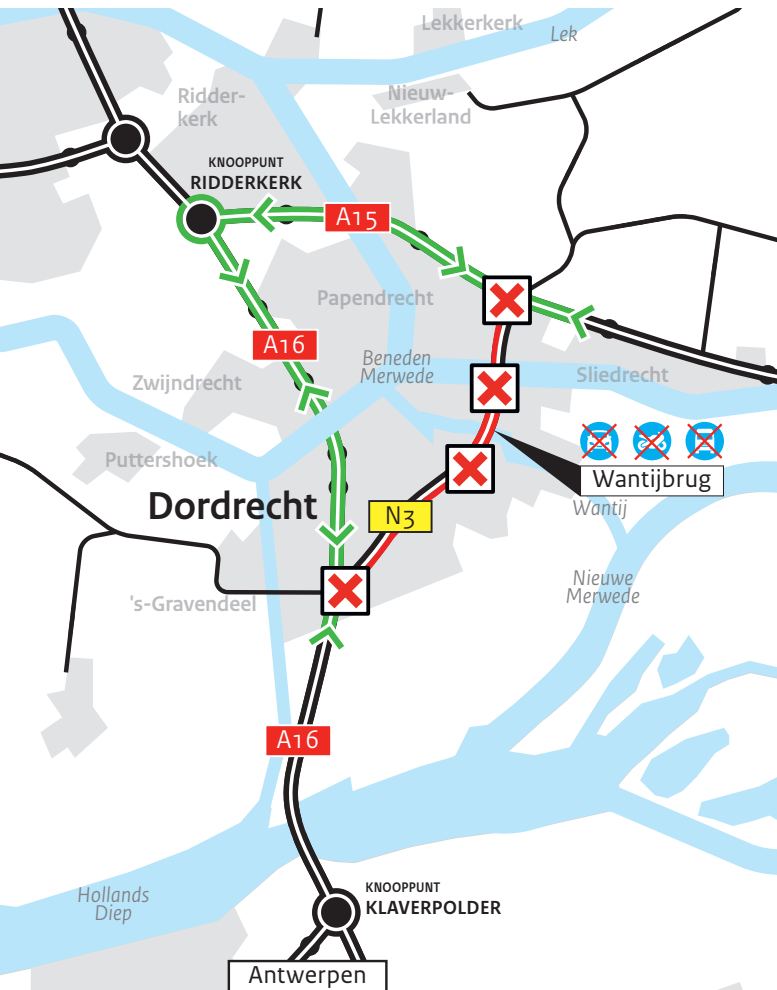 Lekkerkerk
Lek
Ridder-
kerk
Nieuw-
Lekkerland
KNOOPPUNT
RIDDERKERK
A15
Papendrecht
A16
Beneden
Merwede
Zwijndrecht
Sliedrecht
Puttershoek
Wantijbrug
Dordrecht
Wantij
N3
Nieuwe
Merwede
's-Gravendeel
A16
KNOOPPUNT
KLAVERPOLDER
Hollands
Diep
Antwerpen